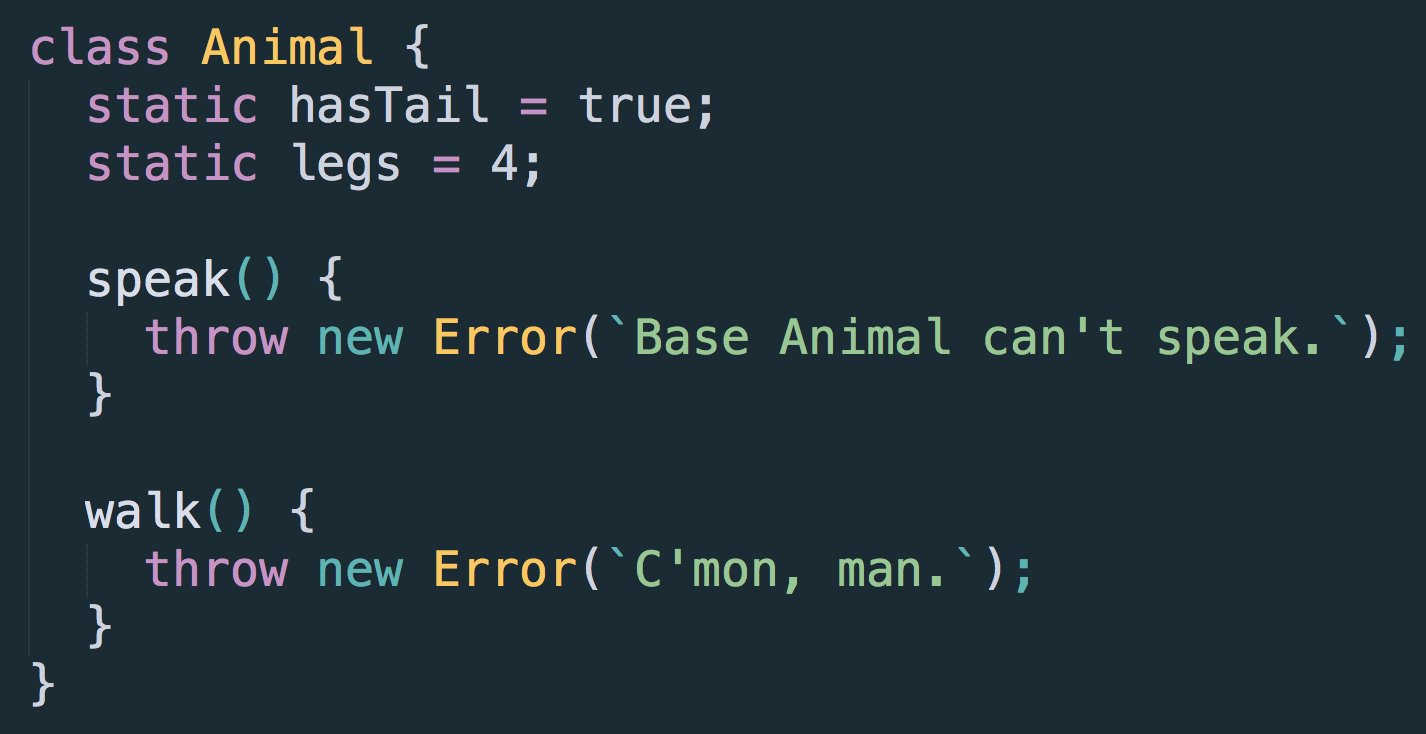 class Animal {
  static hasTail = true;
  static legs = 4;

  speak() {
    throw new Error(`Base Animal can't speak.`);
  }

  walk() {
    throw new Error(`C'mon, man.`);
  }
}